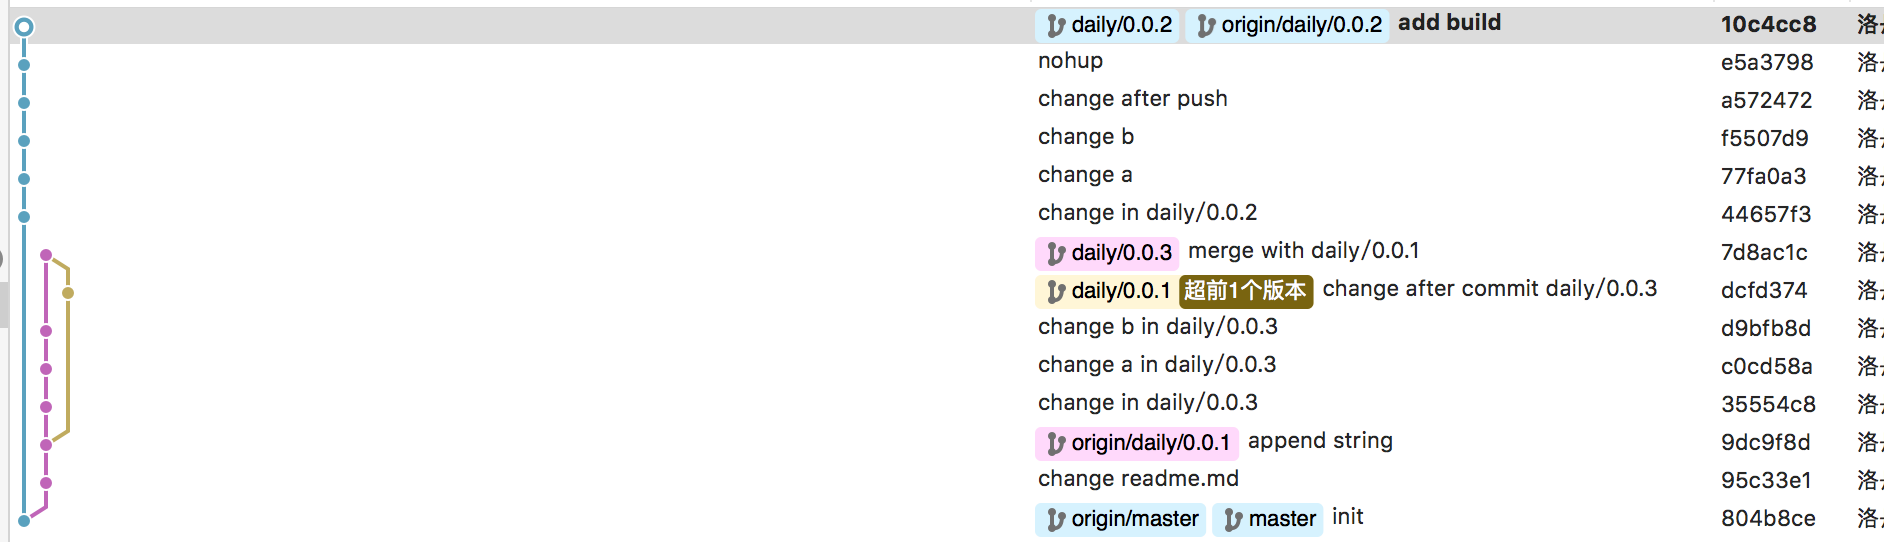 daily/0.0.2 origin/daily/0.0.2 add build 10c4cc8 洛
nohup e5a3798 洛
change after push a572472 洛
change b f5507d9 洛
change a 77fa0a3 洛
change in daily/0.0.2 44657f3 洛
daily/0.0.3 merge with daily/0.0.1 7d8ac1c 洛
daily/0.0.1 超前1个版本 change after commit daily/0.0.3 dcfd374 洛
change b in daily/0.0.3 d9bfb8d 洛
change a in daily/0.0.3 c0cd58a 洛
change in daily/0.0.3 35554c8 洛
origin/daily/0.0.1 append string 9dc9f8d 洛
change readme.md 95c33e1 洛
origin/master master init 804b8ce 洛